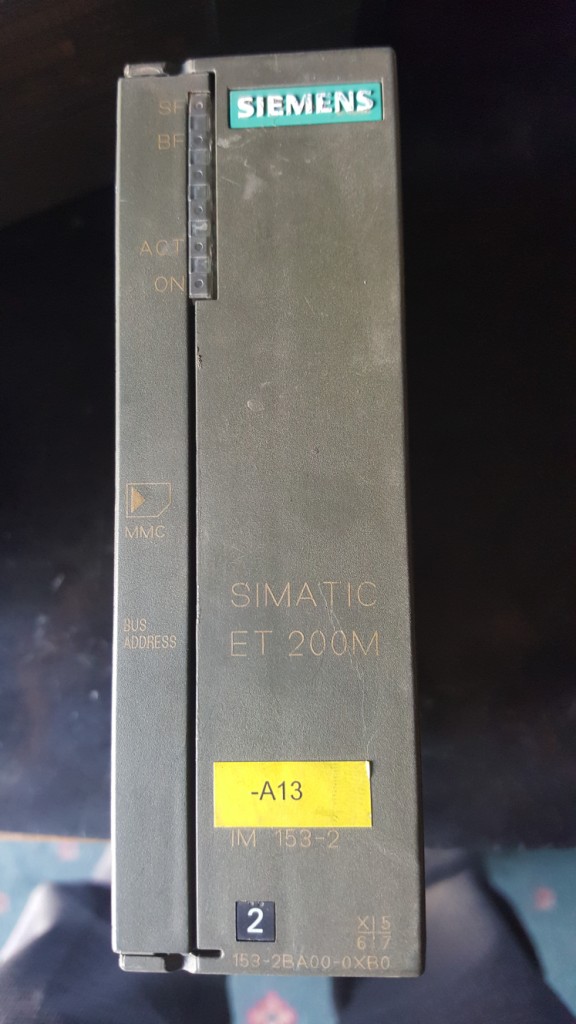 SIEMENS
SF
BF
ACT
ON
MMC
SIMATIC
ET 200M
BUS
ADDRESS
-A13
IM 153-2
2
X 5
6 7
153-2BA00-0XB0